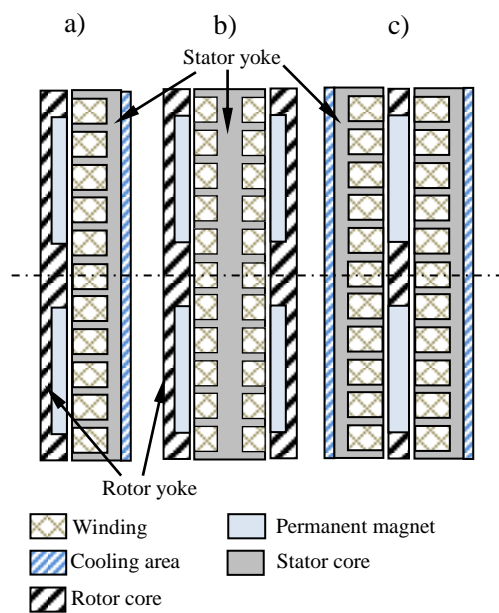 a) b) c)
Stator yoke
Rotor yoke
Winding
Permanent magnet
Cooling area
Stator core
Rotor core